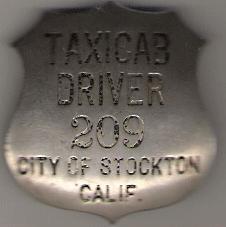 TAXICAB
DRIVER
209
CITY OF STOCKTON
CALIF.